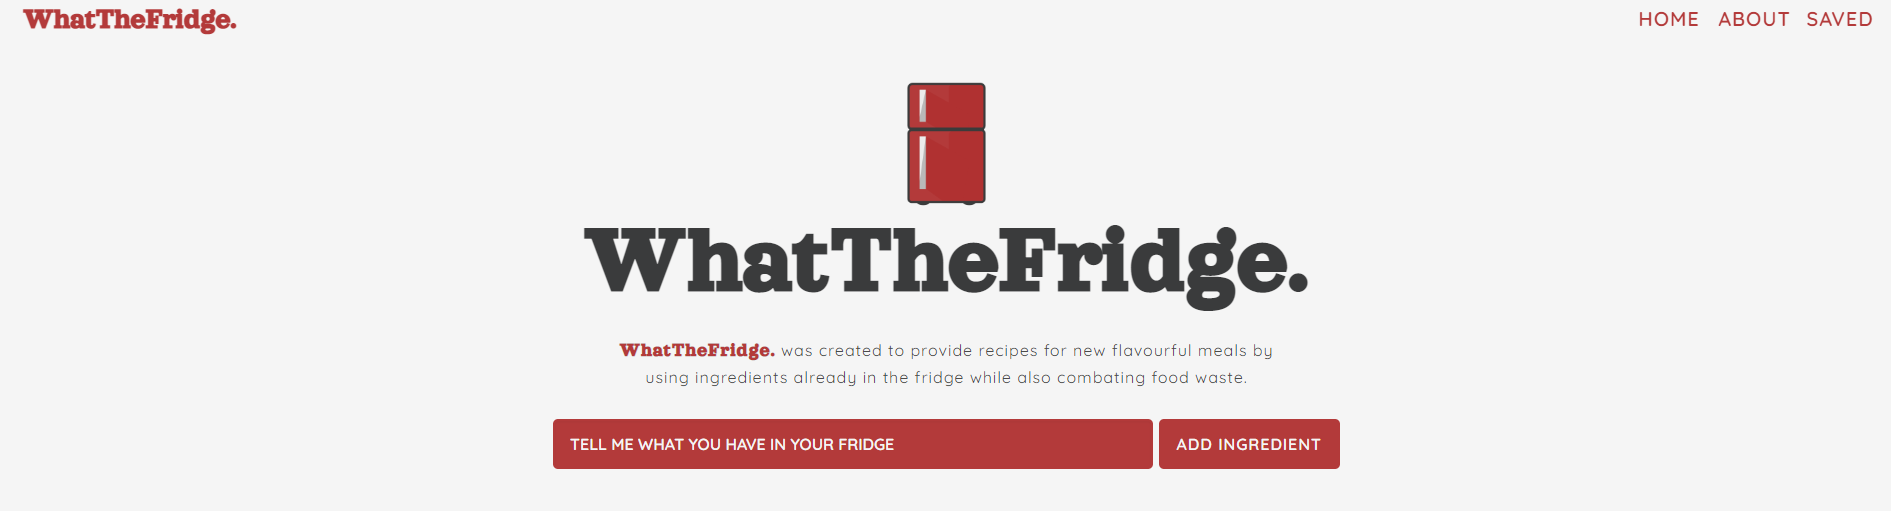 WhatTheFridge.
HOME ABOUT SAVED
WhatTheFridge.
WhatTheFridge. was created to provide recipes for new flavourful meals by
using ingredients already in the fridge while also combating food waste.
TELL ME WHAT YOU HAVE IN YOUR FRIDGE
ADD INGREDIENT